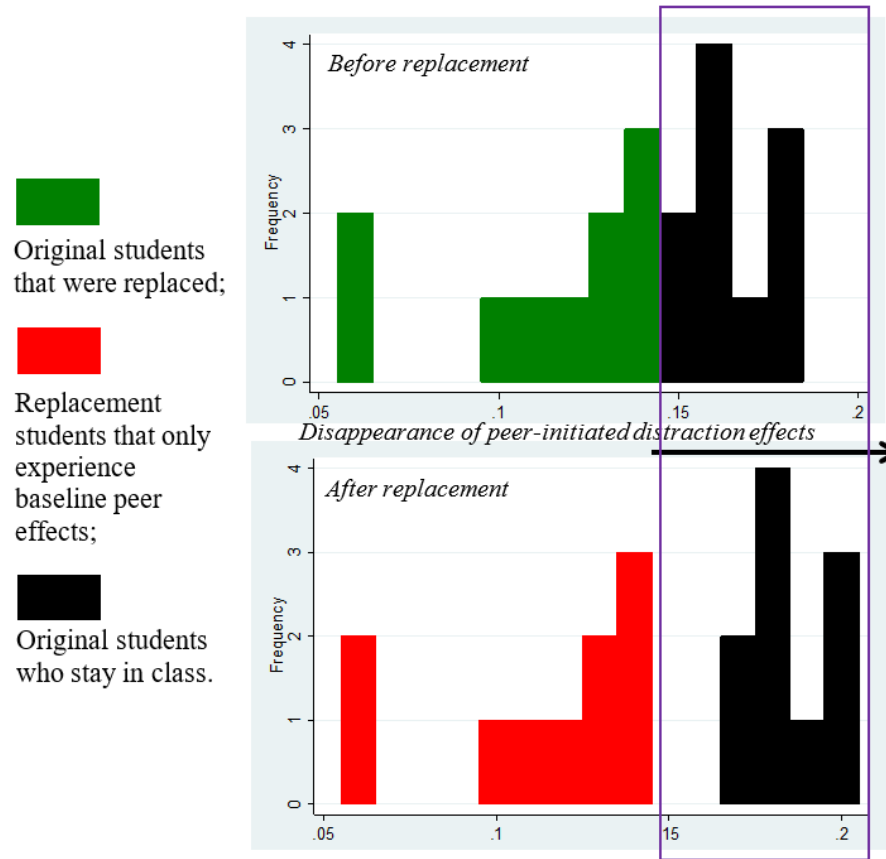 Original students
that were replaced;
Replacement
students that only
experience
baseline peer
effects;
Original students
who stay in class.
Before replacement
Frequency
4
3
2
1
0
.05
.1
.15
.2
Disappearance of peer-initiated distraction effects
After replacement
Frequency
4
3
2
1
0
.05
.1
15
.2